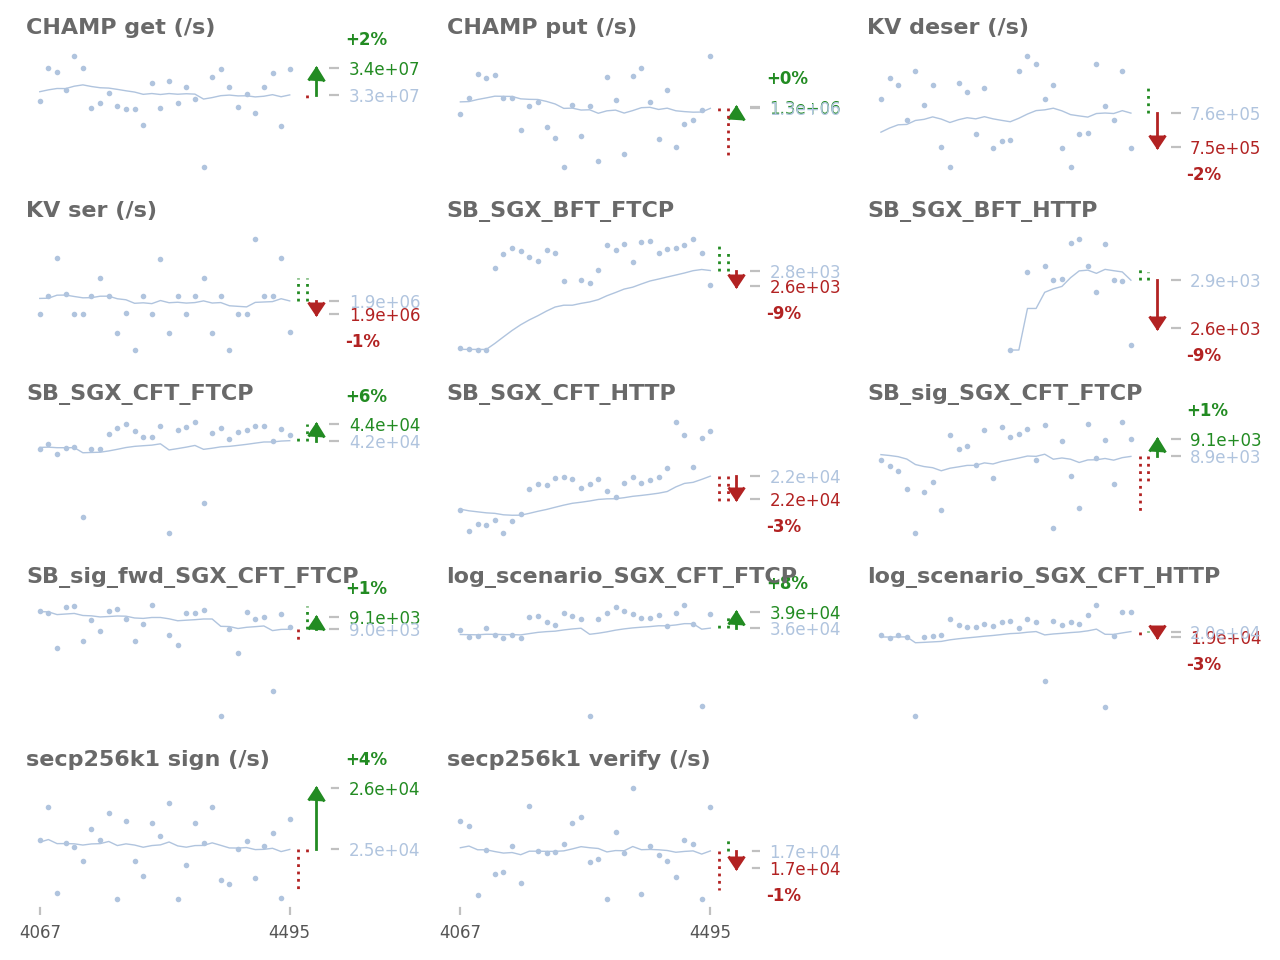 CHAMP get (/s)
+2%
3.4e+07
3.3e+07
CHAMP put (/s)
+0%
1.3e+06
KV deser (/s)
7.6e+05
7.5e+05
-2%
KV ser (/s)
1.9e+06
1.9e+06
-1%
SB_SGX_BFT_FTCP
2.8e+03
2.6e+03
-9%
SB_SGX_BFT_HTTP
2.9e+03
2.6e+03
-9%
SB_SGX_CFT_FTCP
+6%
4.4e+04
4.2e+04
SB_SGX_CFT_HTTP
2.2e+04
2.2e+04
-3%
SB_sig_SGX_CFT_FTCP
+1%
9.1e+03
8.9e+03
SB_sig_fwd_SGX_CFT_FTCP
+1%
9.1e+03
9.0e+03
log_scenario_SGX_CFT_FTCP
+8%
3.9e+04
3.6e+04
log_scenario_SGX_CFT_HTTP
2.0e+04
1.9e+04
-3%
secp256k1 sign (/s)
+4%
2.6e+04
2.5e+04
secp256k1 verify (/s)
1.7e+04
1.7e+04
-1%
4067
4495
4067
4495